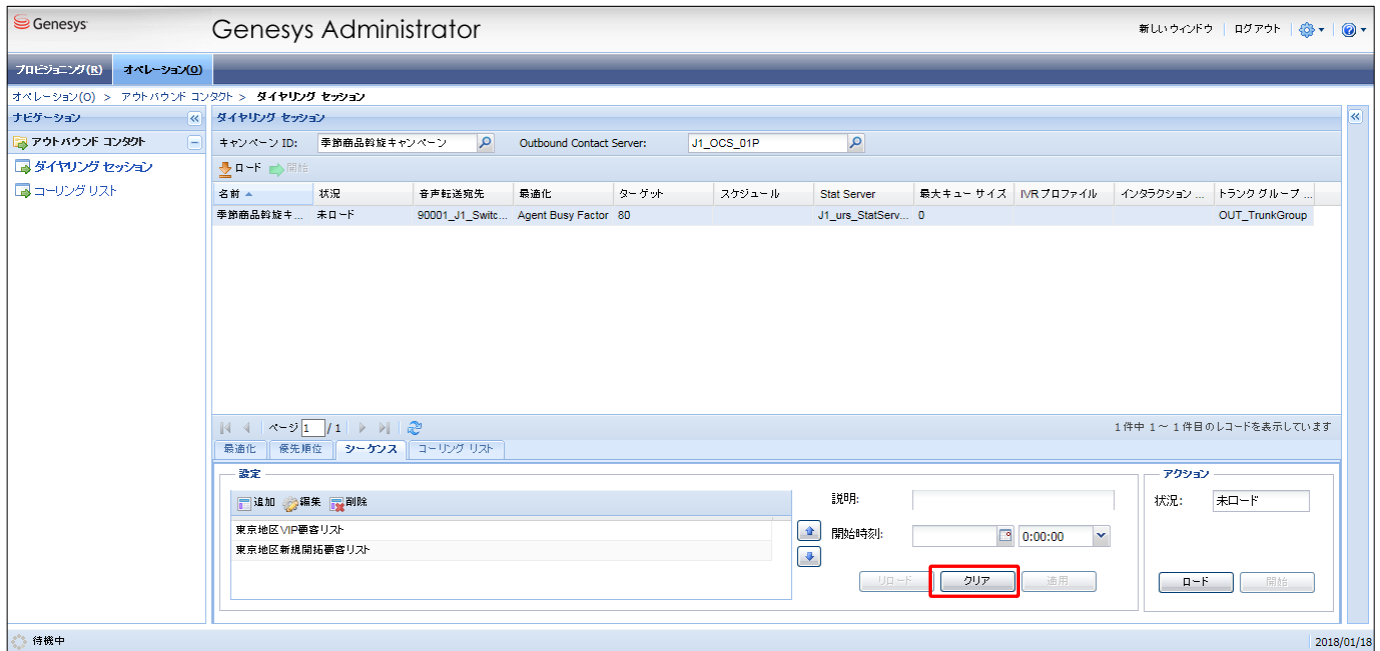 Genesys
Genesys Administrator
新しいウィンドウ ログアウト
プロビジョニング(R) オペレーション(O)
オペレーション(O) > アウトバウンド コンタクト > ダイヤリング セッション
ナビゲーション
アウトバウンド コンタクト
ダイヤリング セッション
コーリング リスト
ダイヤリング セッション
キャンペーン ID: 季節商品斡旋キャンペーン Outbound Contact Server: J1_OCS_01P
ロード 開始
名前 状況 音声転送宛先 最適化 ターゲット スケジュール Stat Server 最大キュー サイズ IVR プロファイル インタラクション ... トランク グループ ...
季節商品斡旋キ... 未ロード 90001_J1_Switc... Agent Busy Factor 80 J1_urs_StatServ... 0 OUT_TrunkGroup
ページ 1 / 1
1 件中 1 ~ 1 件目のレコードを表示しています
最適化 優先順位 シーケンス コーリング リスト
設定
追加 編集 削除
東京地区VIP顧客リスト
東京地区新規開拓顧客リスト
説明:
開始時刻: 0:00:00
リロード クリア 適用
アクション
状況: 未ロード
ロード 開始
待機中
2018/01/18